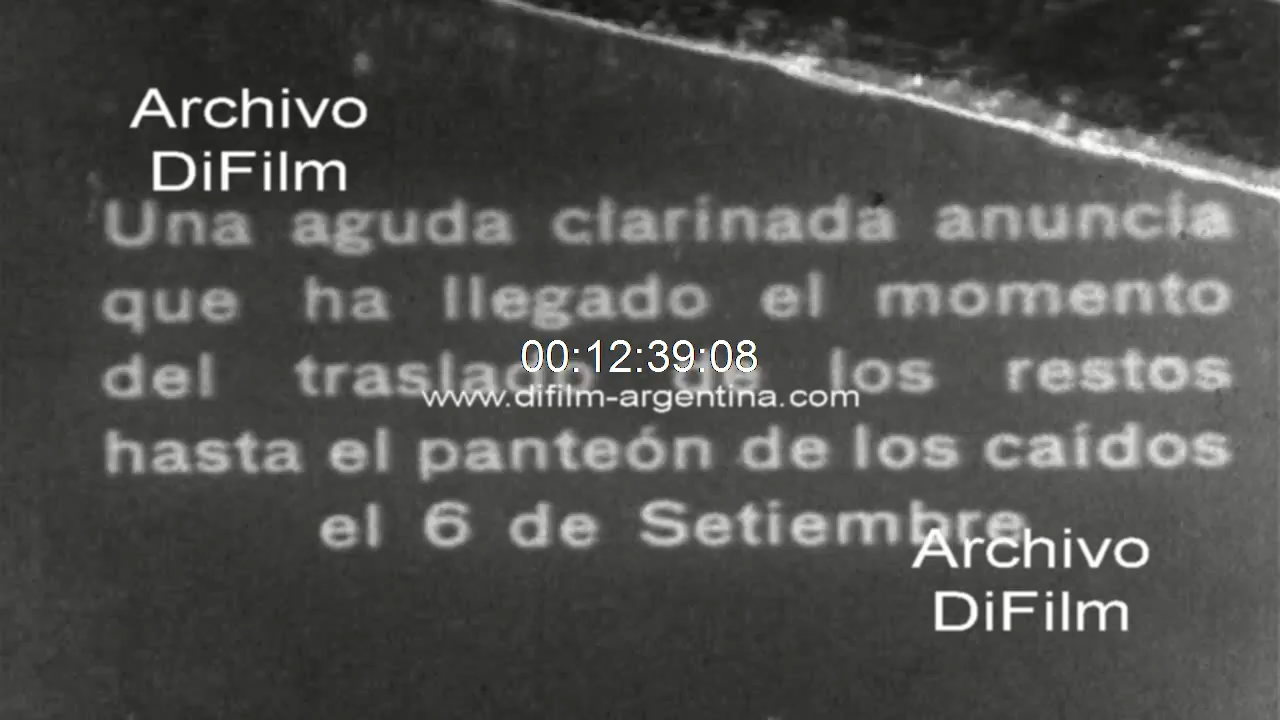 Archivo
DiFilm
Una aguda clarinada anuncia
que ha llegado el momento
00:12:39:08
del traslado de los restos
www.difilm-argentina.com
hasta el panteón de los caídos
el 6 de Setiembre
Archivo
DiFilm